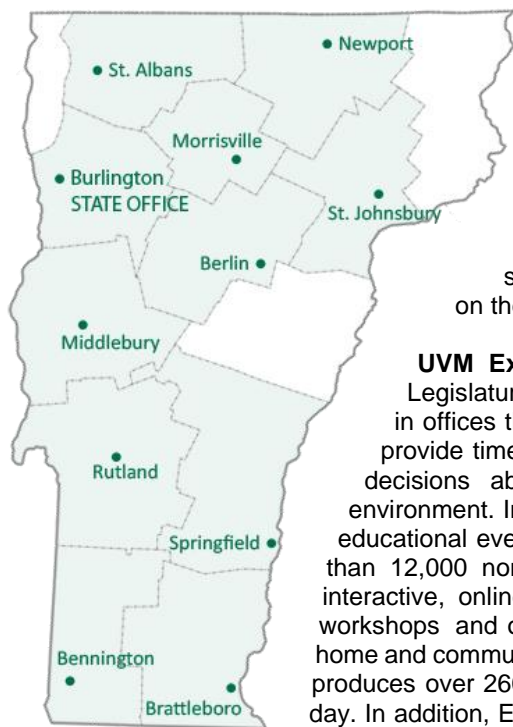 Newport
St. Albans
Morrisville
Burlington
STATE OFFICE
St. Johnsbury
Berlin
on the
Middlebury
UVM
Legislatur
in offices t
Rutland
provide time
decisions ab
environment. In
Springfield
educational eve
than 12,000 nor
interactive, onlin
workshops and c
Bennington
home and commu
Brattleboro
produces over 260
day. In addition, E